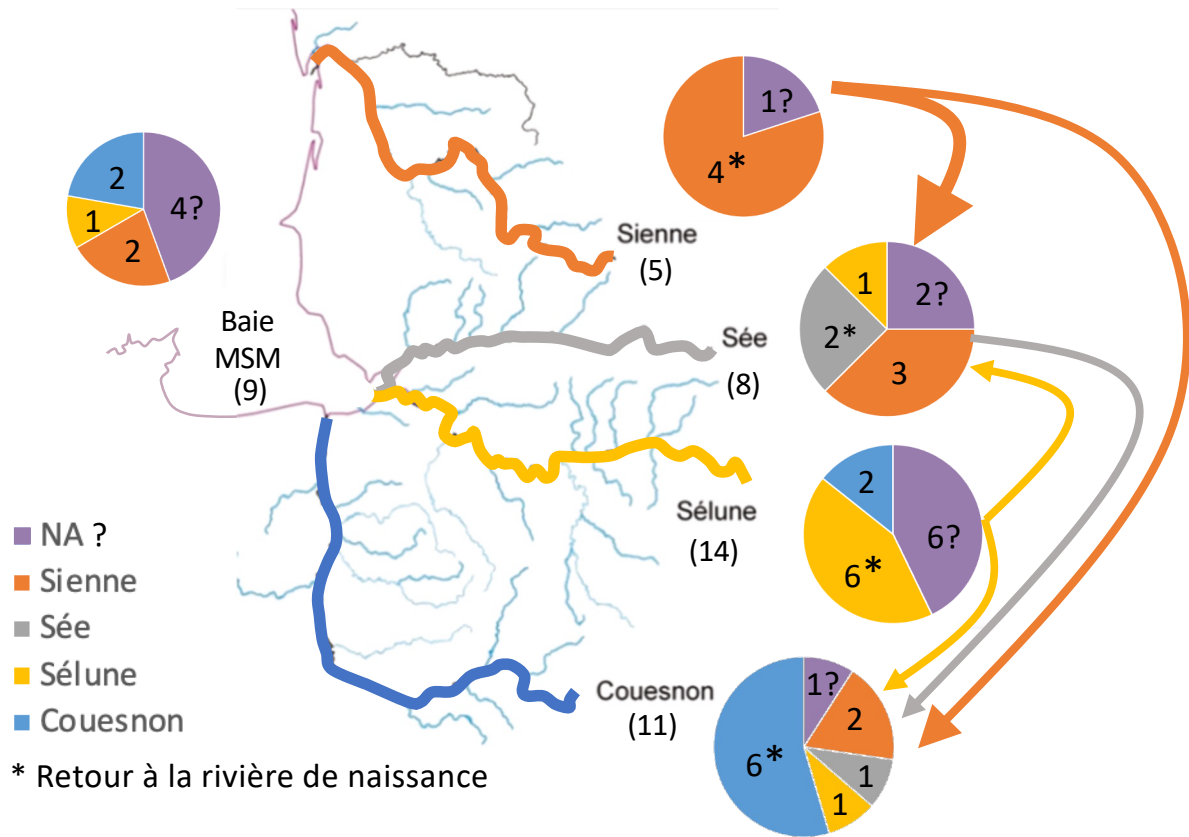 1?
4*
2
4?
1
2
Sienne
(5)
1
2?
2*
3
Baie
MSM
(9)
Sée
(8)
2
6?
6*
Sélune
(14)
NA ?
Sienne
Sée
Sélune
Couesnon
Couesnon
(11)
1?
2
6*
1
1
* Retour à la rivière de naissance